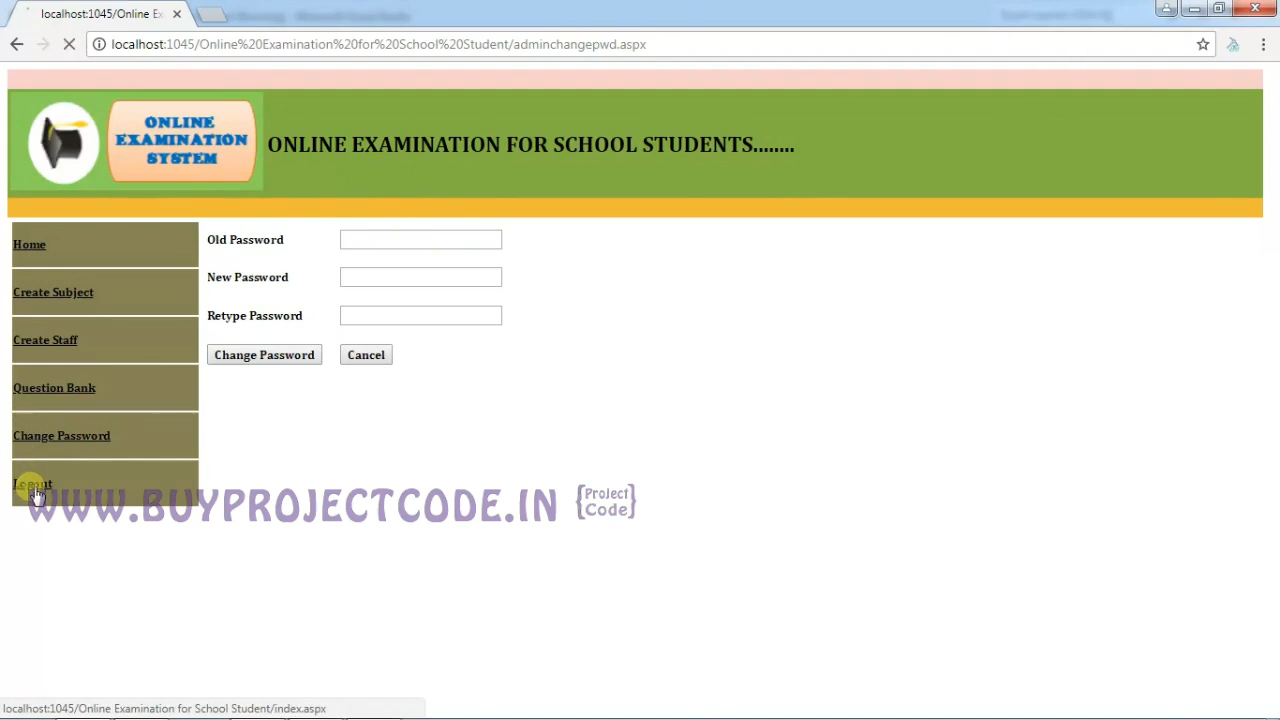 localhost:1045/Online Ex
localhost:1045/Online%20Examination%20for%20School%20Student/adminchangepwd.aspx
ONLINE
EXAMINATION
SYSTEM
ONLINE EXAMINATION FOR SCHOOL STUDENTS........
Home
Old Password
New Password
Create Subject
Retype Password
Create Staff
Change Password
Cancel
Question Bank
Change Password
Logout
WWW.BUYPROJECTCODE.IN
{Project
Code}
localhost:1045/Online Examination for School Student/index.aspx